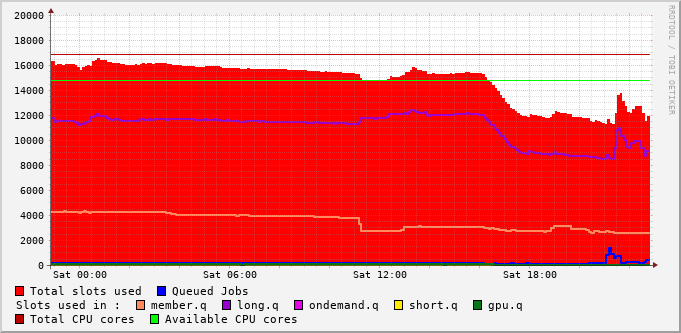 RRDTOOL / TOBI OETIKER
20000
18000
16000
14000
12000
10000
8000
6000
4000
2000
0
Sat 00:00 Sat 06:00 Sat 12:00 Sat 18:00
Total slots used Queued Jobs
Slots used in : member.q long.q ondemand.q short.q gpu.q
Total CPU cores Available CPU cores